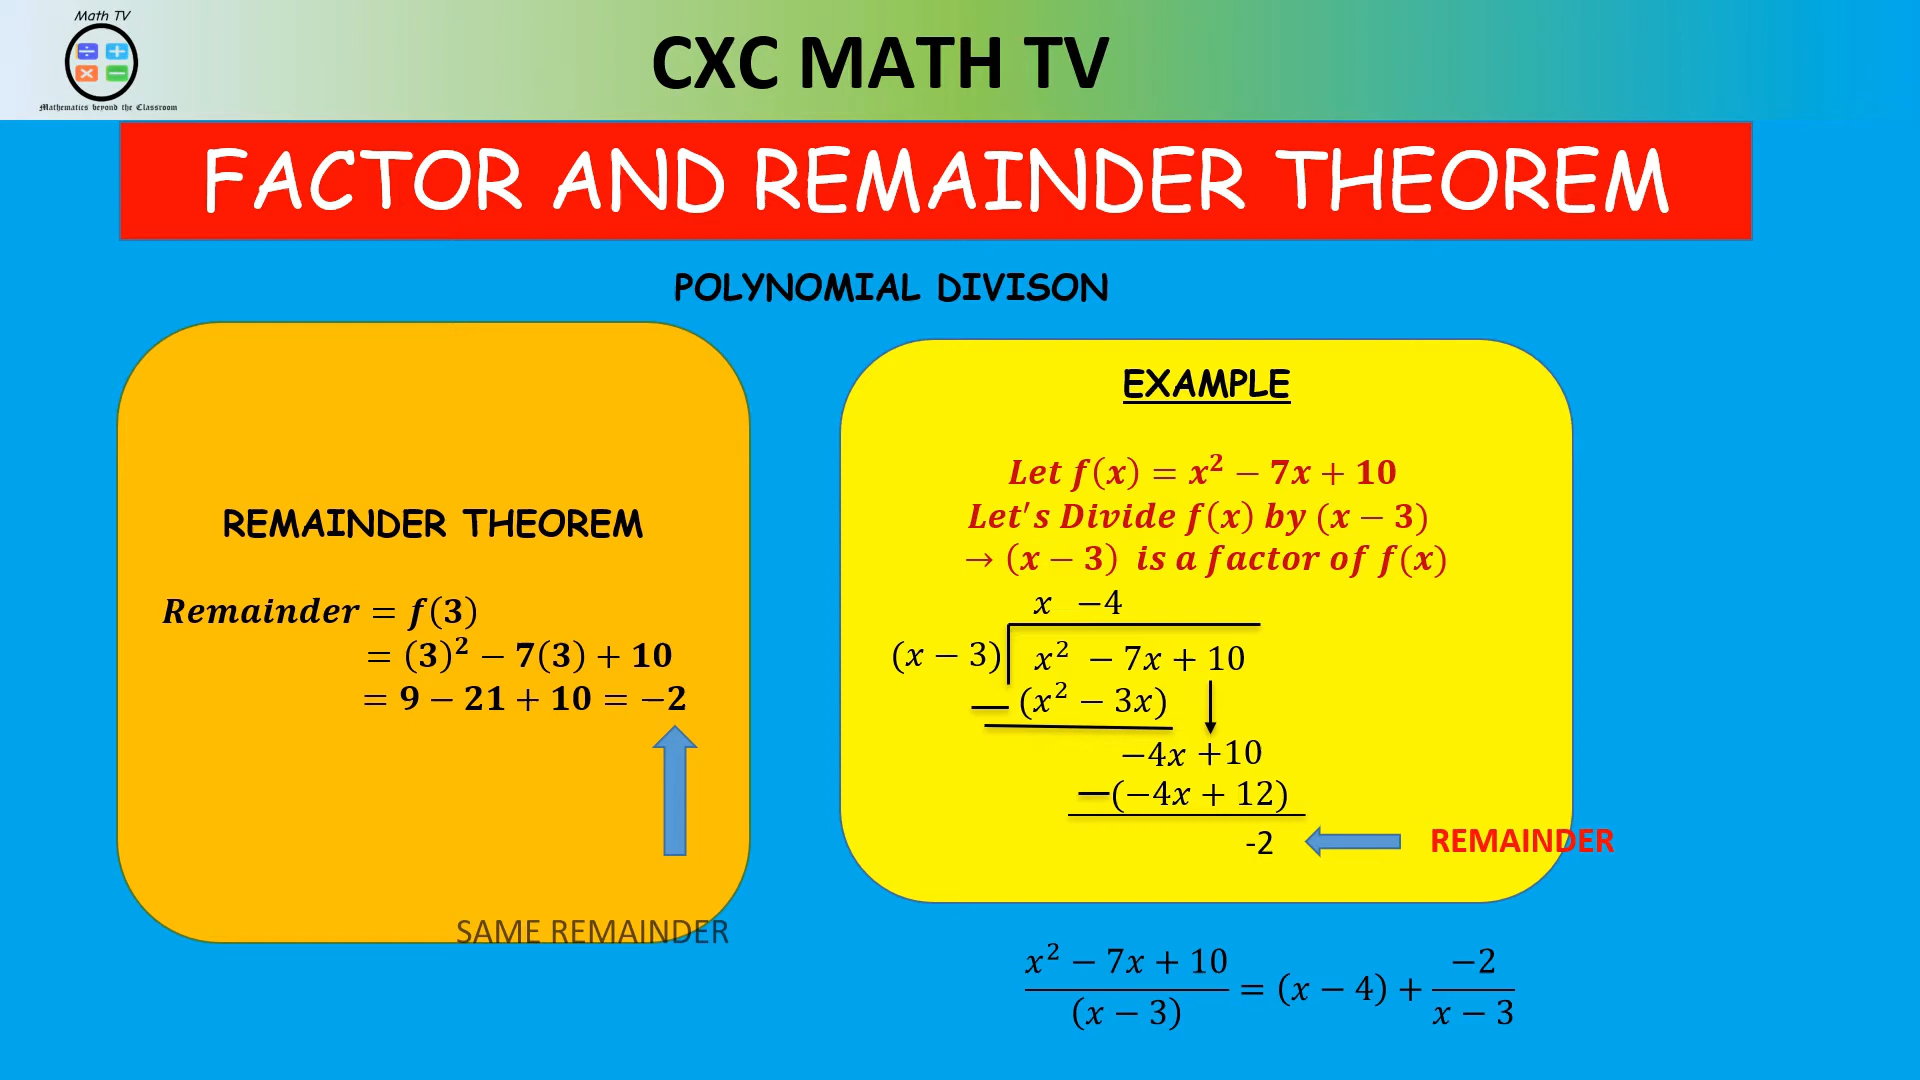 Math TV
Mathematics beyond the Classroom
CXC MATH TV
FACTOR AND REMAINDER THEOREM
POLYNOMIAL DIVISON
REMAINDER THEOREM
Remainder = f(3)
= (3)² − 7(3) + 10
= 9 − 21 + 10 = −2
SAME REMAINDER
EXAMPLE
Let f(x) = x² − 7x + 10
Let's Divide f(x) by (x − 3)
→ (x − 3) is a factor of f(x)
x −4
(x − 3) x² − 7x + 10
— (x² − 3x)
−4x +10
—(−4x + 12)
-2
REMAINDER
x² − 7x + 10 / (x − 3) = (x − 4) + −2 / x − 3